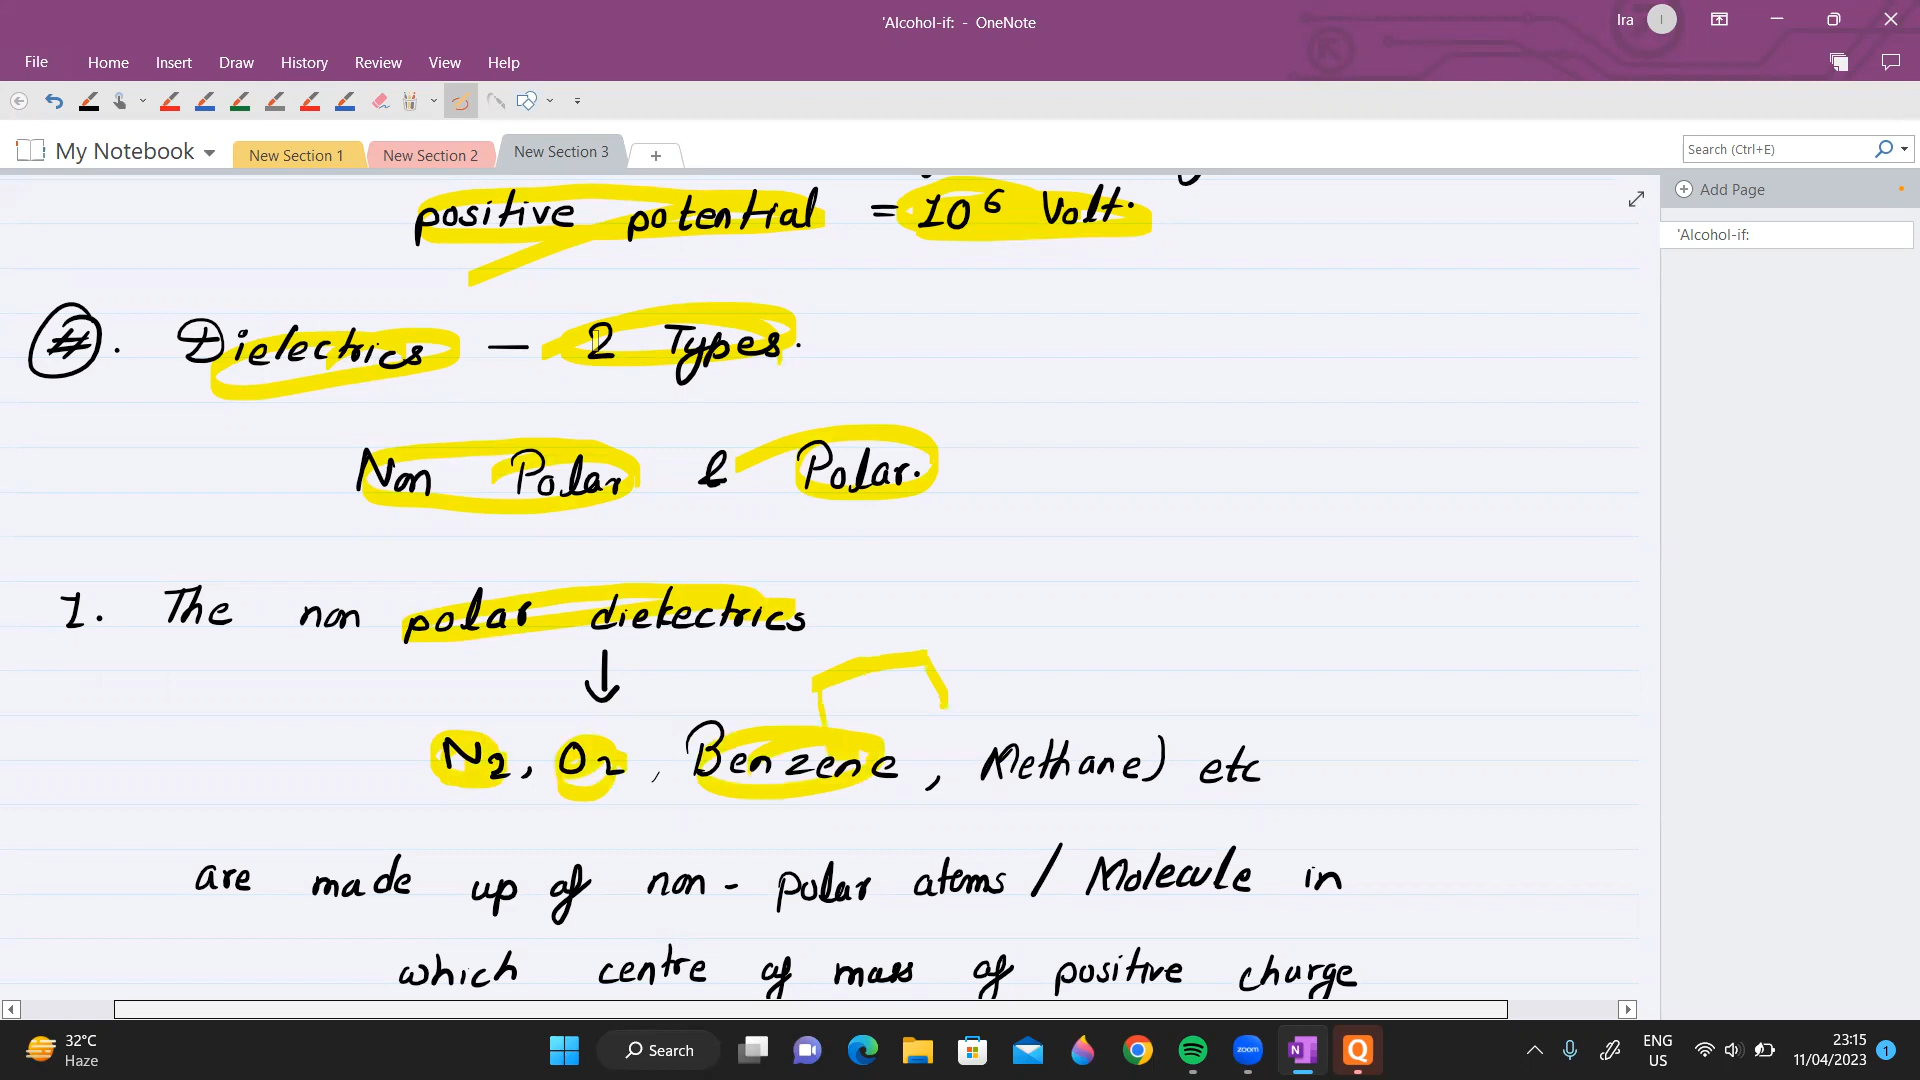 'Alcohol-if: - OneNote
Ira I
File Home Insert Draw History Review View Help
My Notebook New Section 1 New Section 2 New Section 3 +
Search (Ctrl+E)
Add Page
'Alcohol-if:
positive potential = 10⁶ Volt.
#. Dielectrics — 2 Types.
Non Polar & Polar.
1. The non polar dielectrics
↓
N₂, O₂, Benzene, Methane) etc
are made up of non-polar atoms / Molecule in
which centre of mass of positive charge
32°C
Haze
Search
zoom
ENG
US
23:15
11/04/2023
1